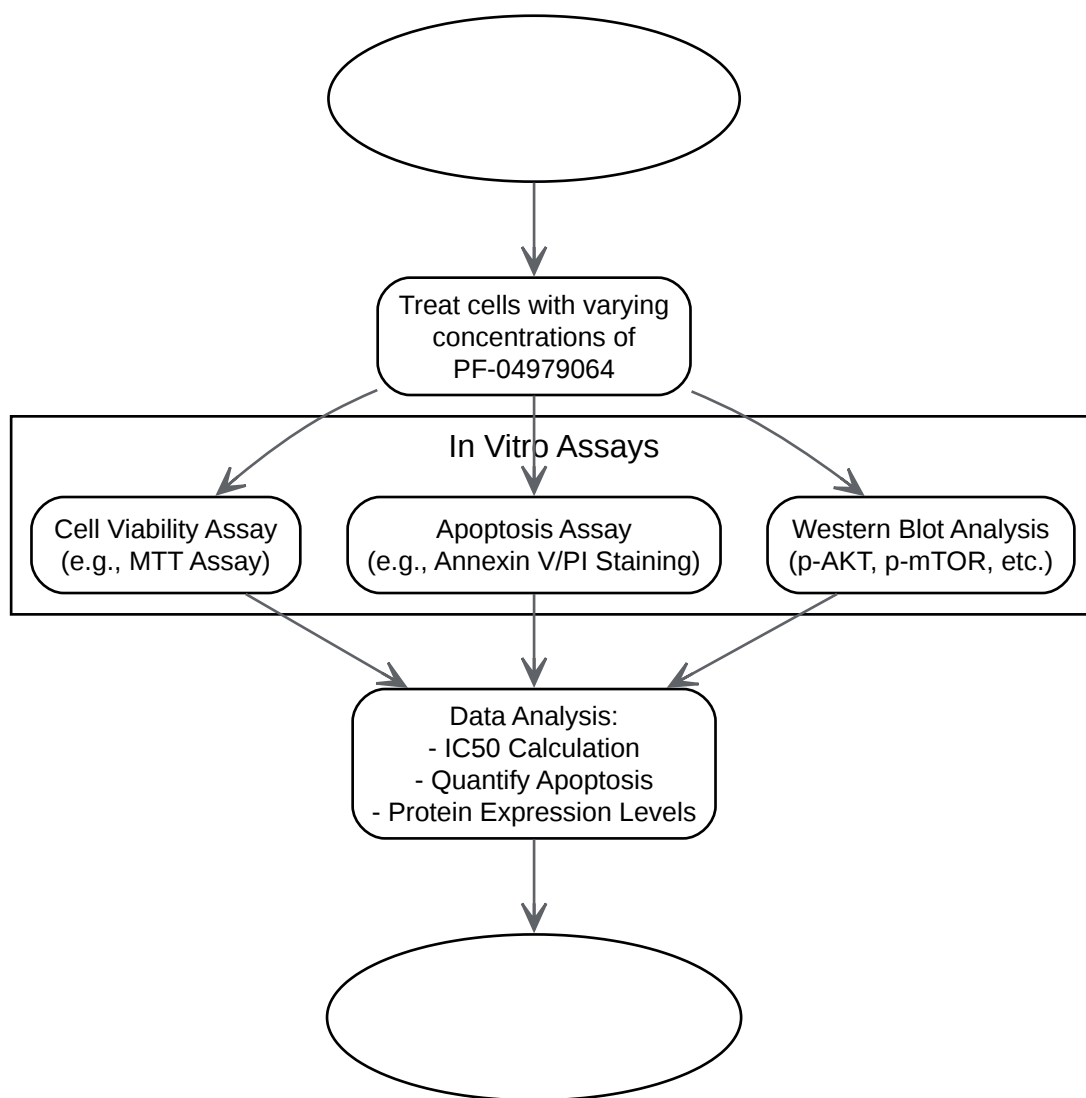 Treat cells with varying
concentrations of
PF-04979064
In Vitro Assays
Cell Viability Assay
(e.g., MTT Assay)
Apoptosis Assay
(e.g., Annexin V/PI Staining)
Western Blot Analysis
(p-AKT, p-mTOR, etc.)
Data Analysis:
- IC50 Calculation
- Quantify Apoptosis
- Protein Expression Levels